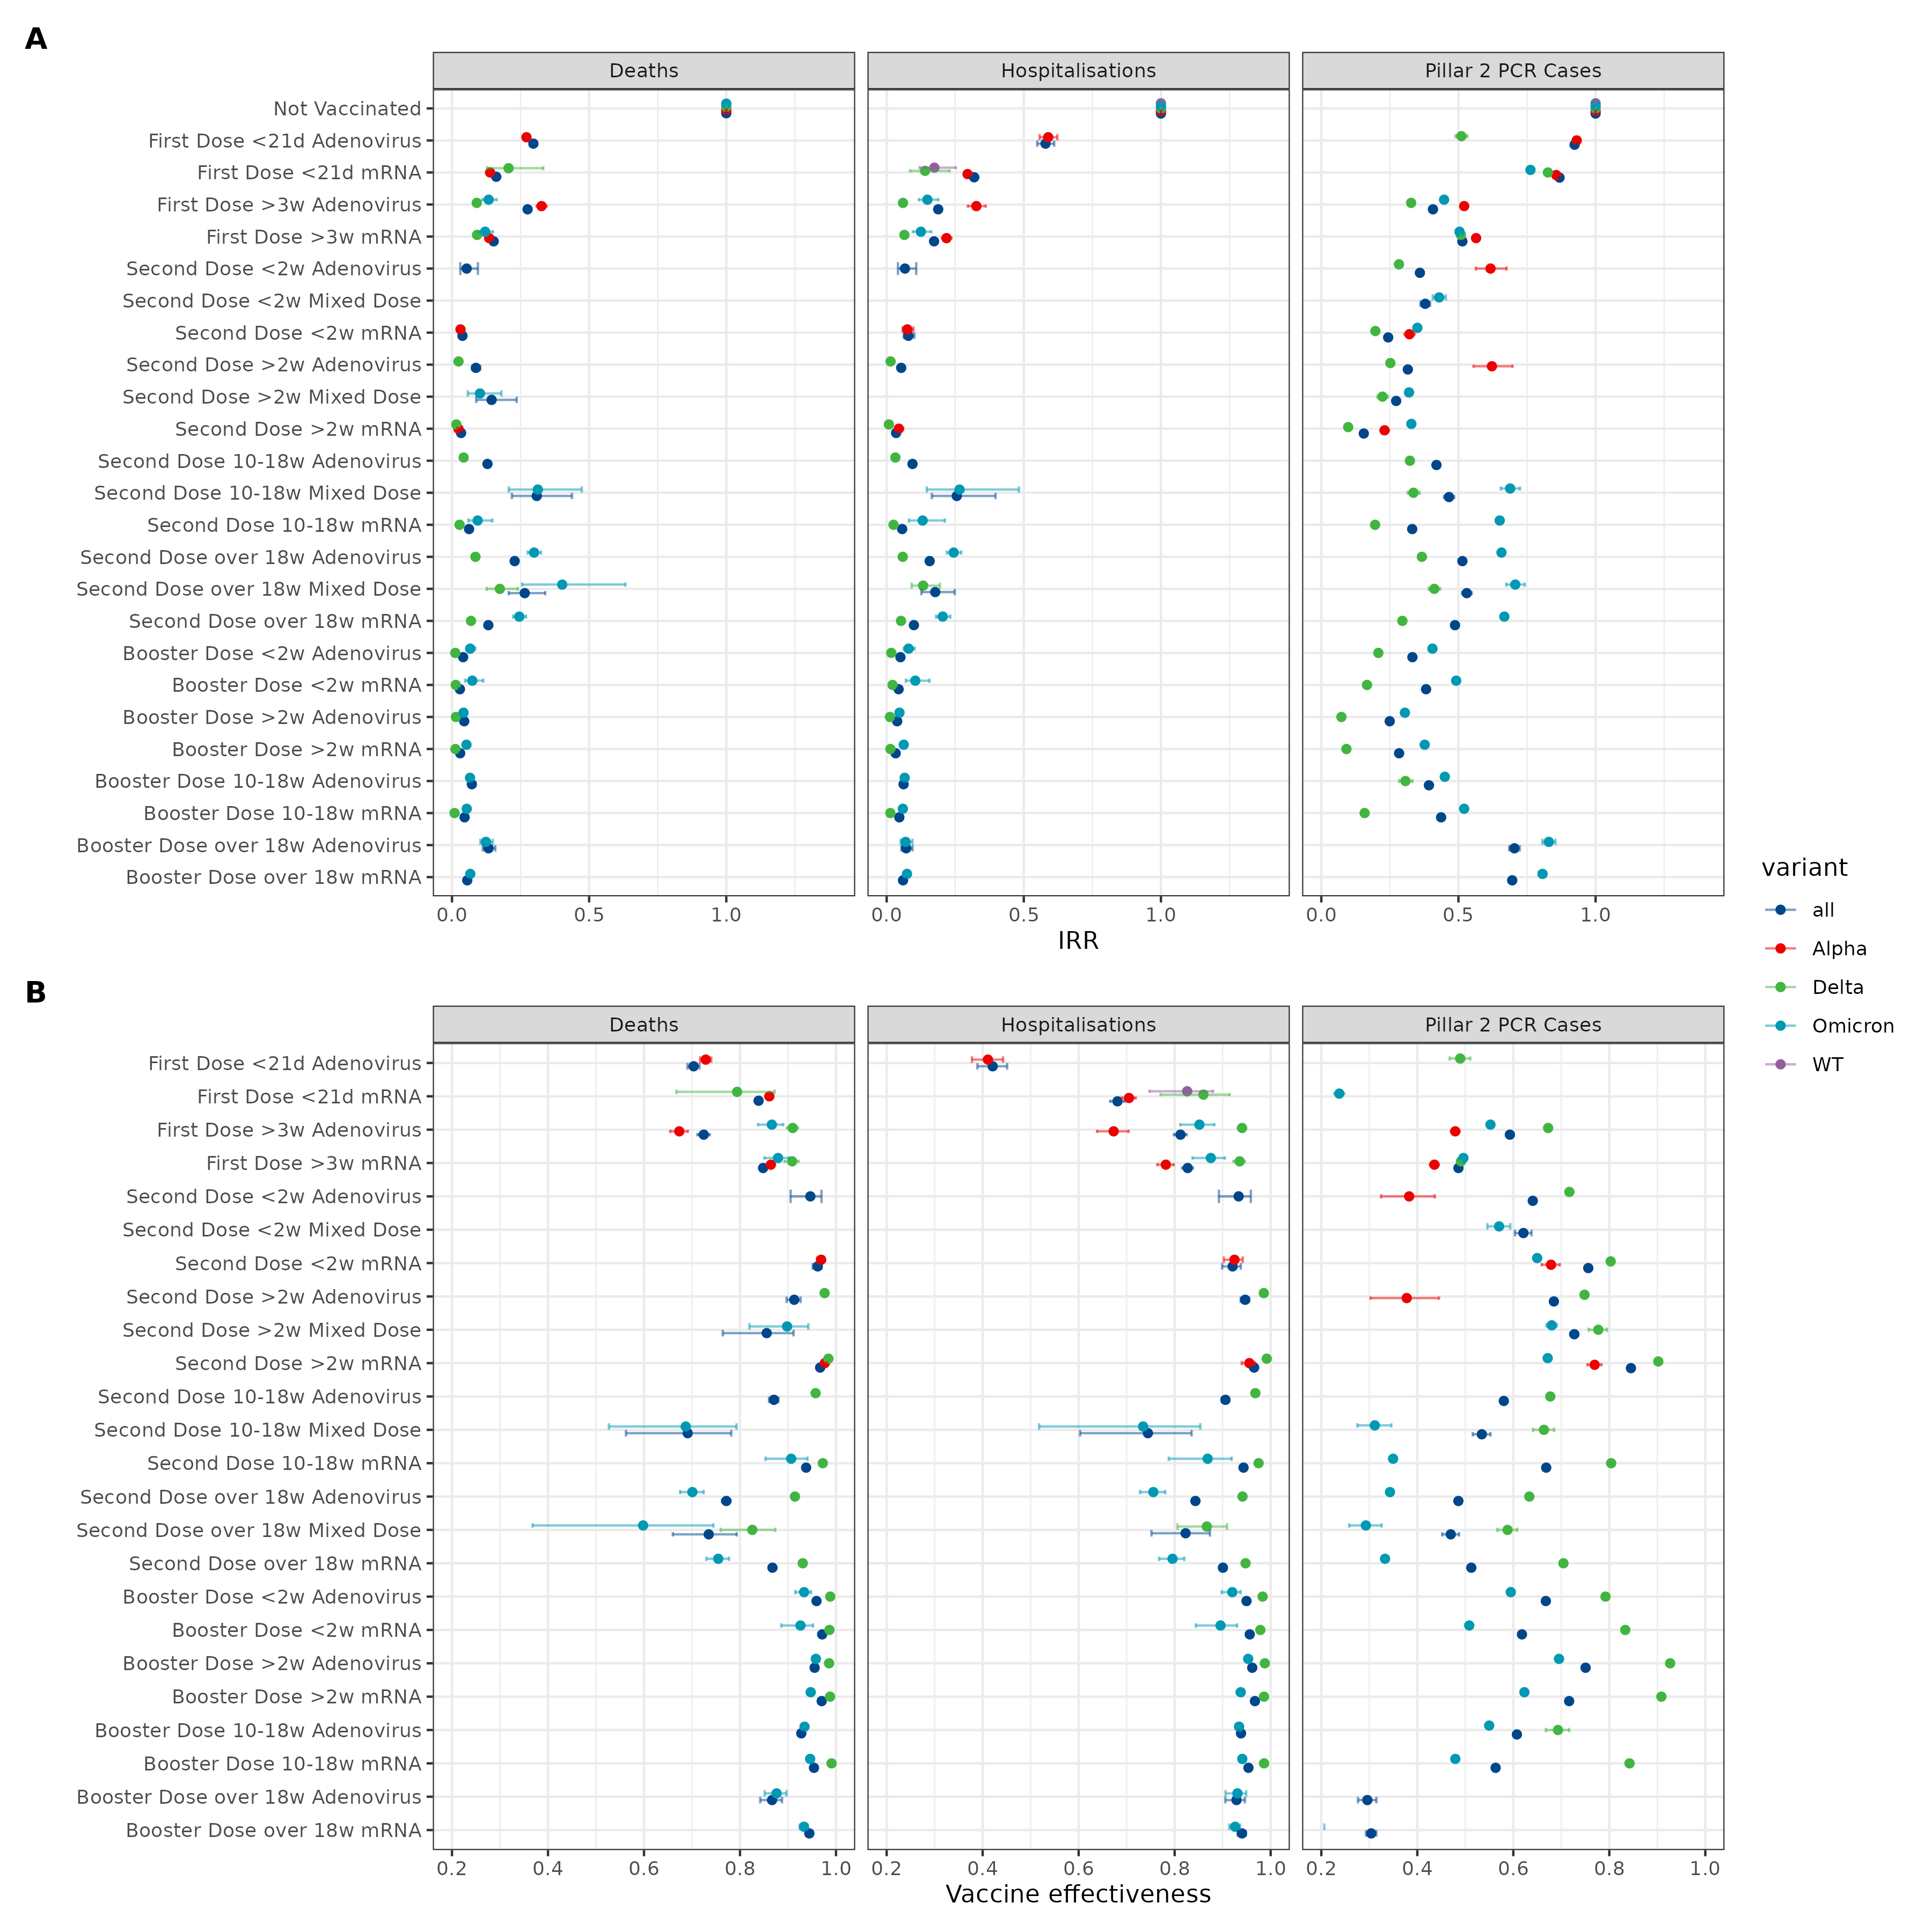 A
Deaths Hospitalisations Pillar 2 PCR Cases
Not Vaccinated
First Dose <21d Adenovirus
First Dose <21d mRNA
First Dose >3w Adenovirus
First Dose >3w mRNA
Second Dose <2w Adenovirus
Second Dose <2w Mixed Dose
Second Dose <2w mRNA
Second Dose >2w Adenovirus
Second Dose >2w Mixed Dose
Second Dose >2w mRNA
Second Dose 10-18w Adenovirus
Second Dose 10-18w Mixed Dose
Second Dose 10-18w mRNA
Second Dose over 18w Adenovirus
Second Dose over 18w Mixed Dose
Second Dose over 18w mRNA
Booster Dose <2w Adenovirus
Booster Dose <2w mRNA
Booster Dose >2w Adenovirus
Booster Dose >2w mRNA
Booster Dose 10-18w Adenovirus
Booster Dose 10-18w mRNA
Booster Dose over 18w Adenovirus
Booster Dose over 18w mRNA
0.0 0.5 1.0 0.0 0.5 1.0 0.0 0.5 1.0
IRR
variant
all
Alpha
Delta
Omicron
WT
B
Deaths Hospitalisations Pillar 2 PCR Cases
First Dose <21d Adenovirus
First Dose <21d mRNA
First Dose >3w Adenovirus
First Dose >3w mRNA
Second Dose <2w Adenovirus
Second Dose <2w Mixed Dose
Second Dose <2w mRNA
Second Dose >2w Adenovirus
Second Dose >2w Mixed Dose
Second Dose >2w mRNA
Second Dose 10-18w Adenovirus
Second Dose 10-18w Mixed Dose
Second Dose 10-18w mRNA
Second Dose over 18w Adenovirus
Second Dose over 18w Mixed Dose
Second Dose over 18w mRNA
Booster Dose <2w Adenovirus
Booster Dose <2w mRNA
Booster Dose >2w Adenovirus
Booster Dose >2w mRNA
Booster Dose 10-18w Adenovirus
Booster Dose 10-18w mRNA
Booster Dose over 18w Adenovirus
Booster Dose over 18w mRNA
0.2 0.4 0.6 0.8 1.0 0.2 0.4 0.6 0.8 1.0 0.2 0.4 0.6 0.8 1.0
Vaccine effectiveness